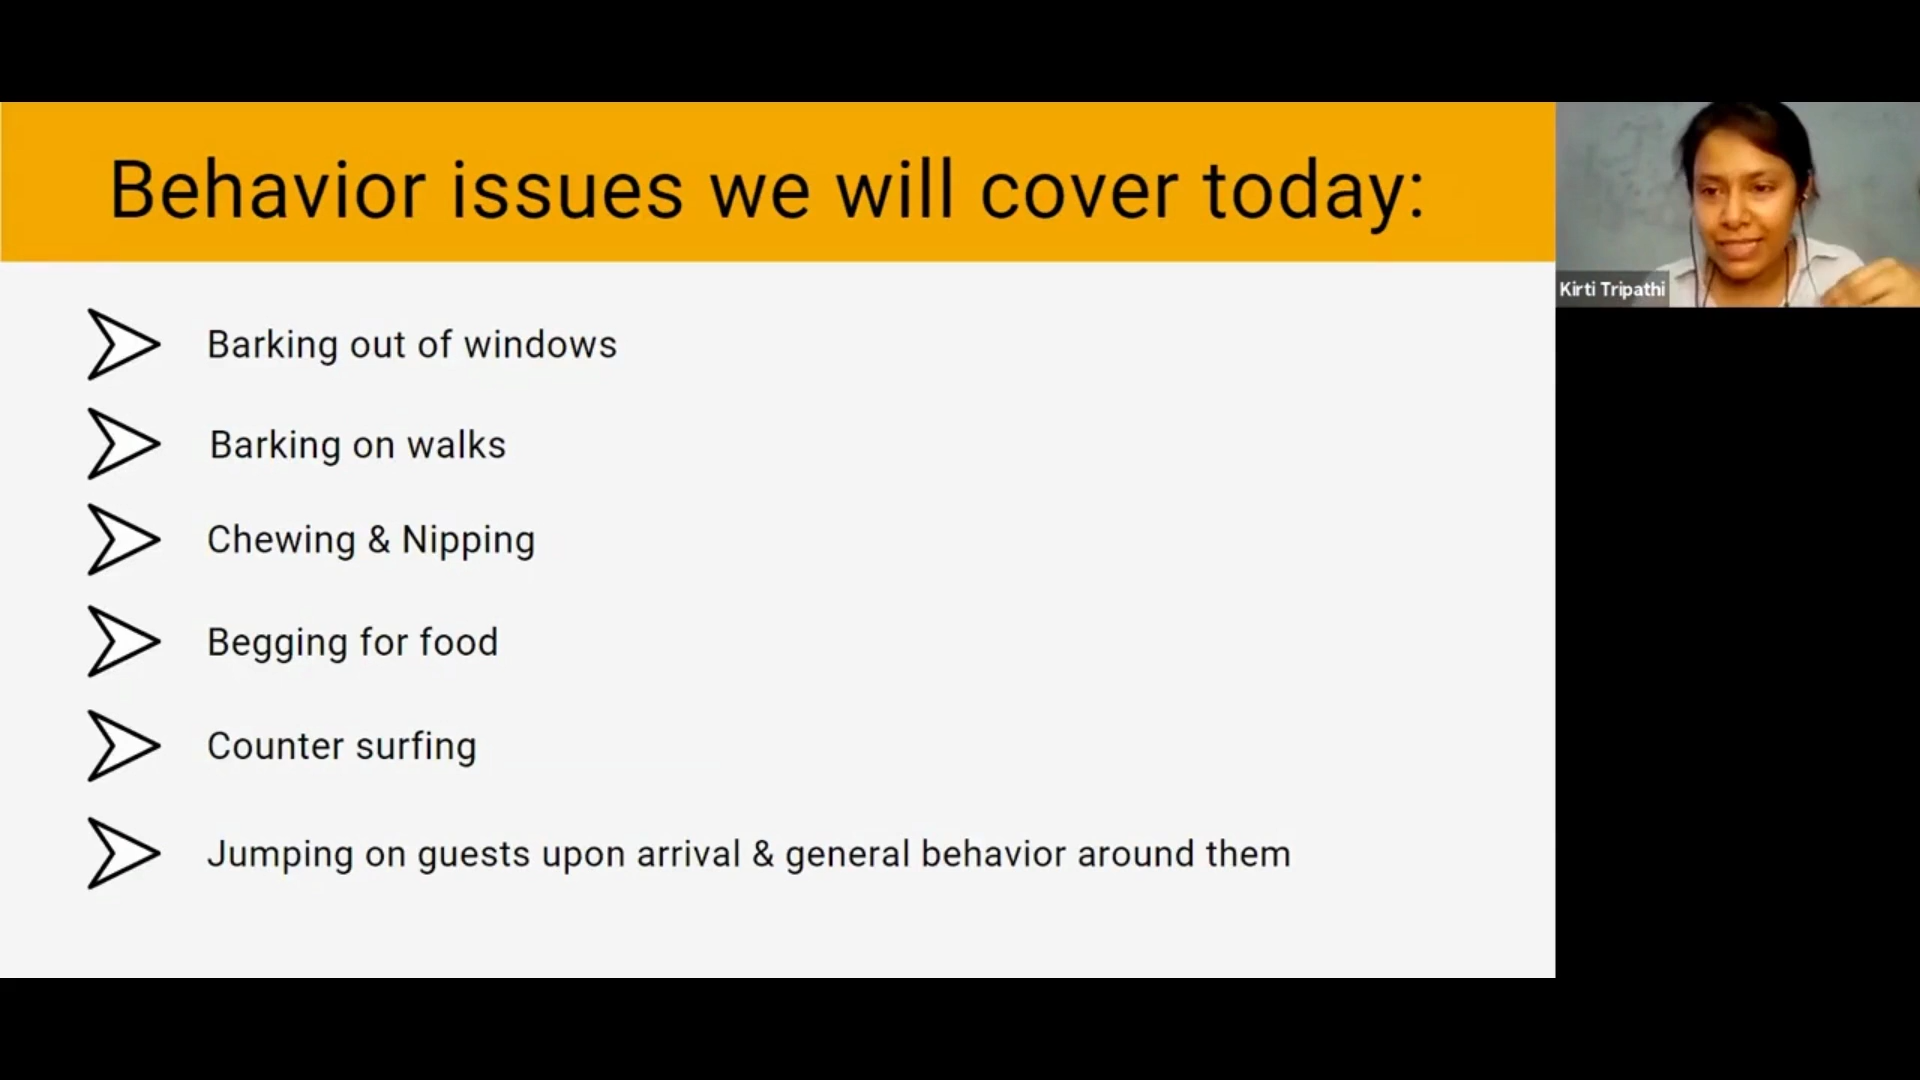 Behavior issues we will cover today:
Kirti Tripathi
Barking out of windows
Barking on walks
Chewing & Nipping
Begging for food
Counter surfing
Jumping on guests upon arrival & general behavior around them